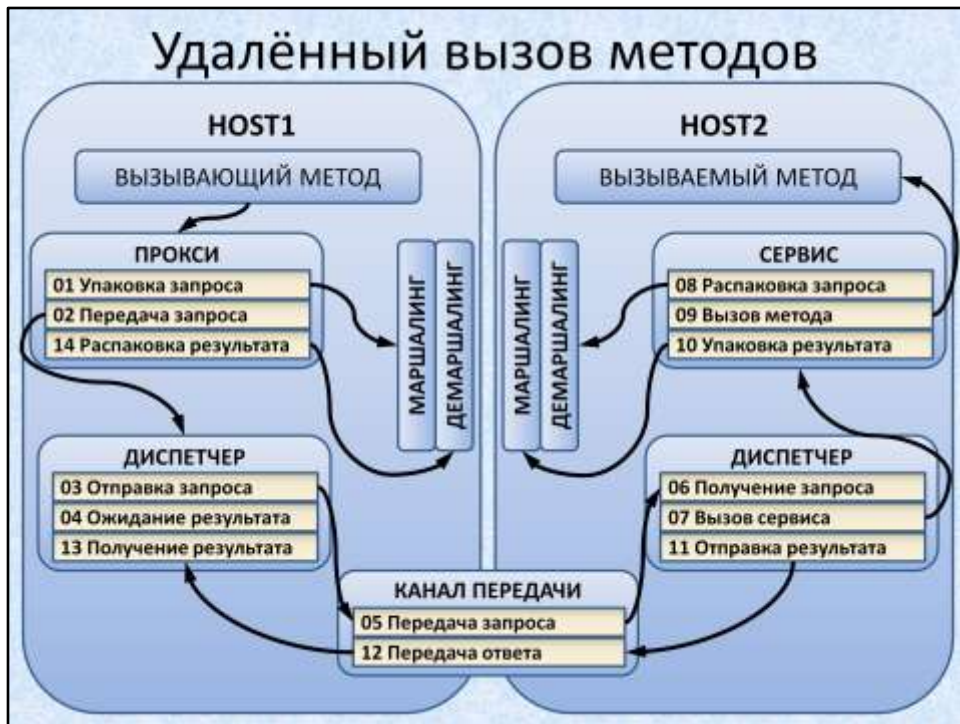 Удалённый вызов методов
HOST1
ВЫЗЫВАЮЩИЙ МЕТОД
ПРОКСИ
01 Упаковка запроса
02 Передача запроса
14 Распаковка результата
МАРШАЛИНГ
ДЕМАРШАЛИНГ
ДИСПЕТЧЕР
03 Отправка запроса
04 Ожидание результата
13 Получение результата
HOST2
ВЫЗЫВАЕМЫЙ МЕТОД
МАРШАЛИНГ
ДЕМАРШАЛИНГ
СЕРВИС
08 Распаковка запроса
09 Вызов метода
10 Упаковка результата
ДИСПЕТЧЕР
06 Получение запроса
07 Вызов сервиса
11 Отправка результата
КАНАЛ ПЕРЕДАЧИ
05 Передача запроса
12 Передача ответа